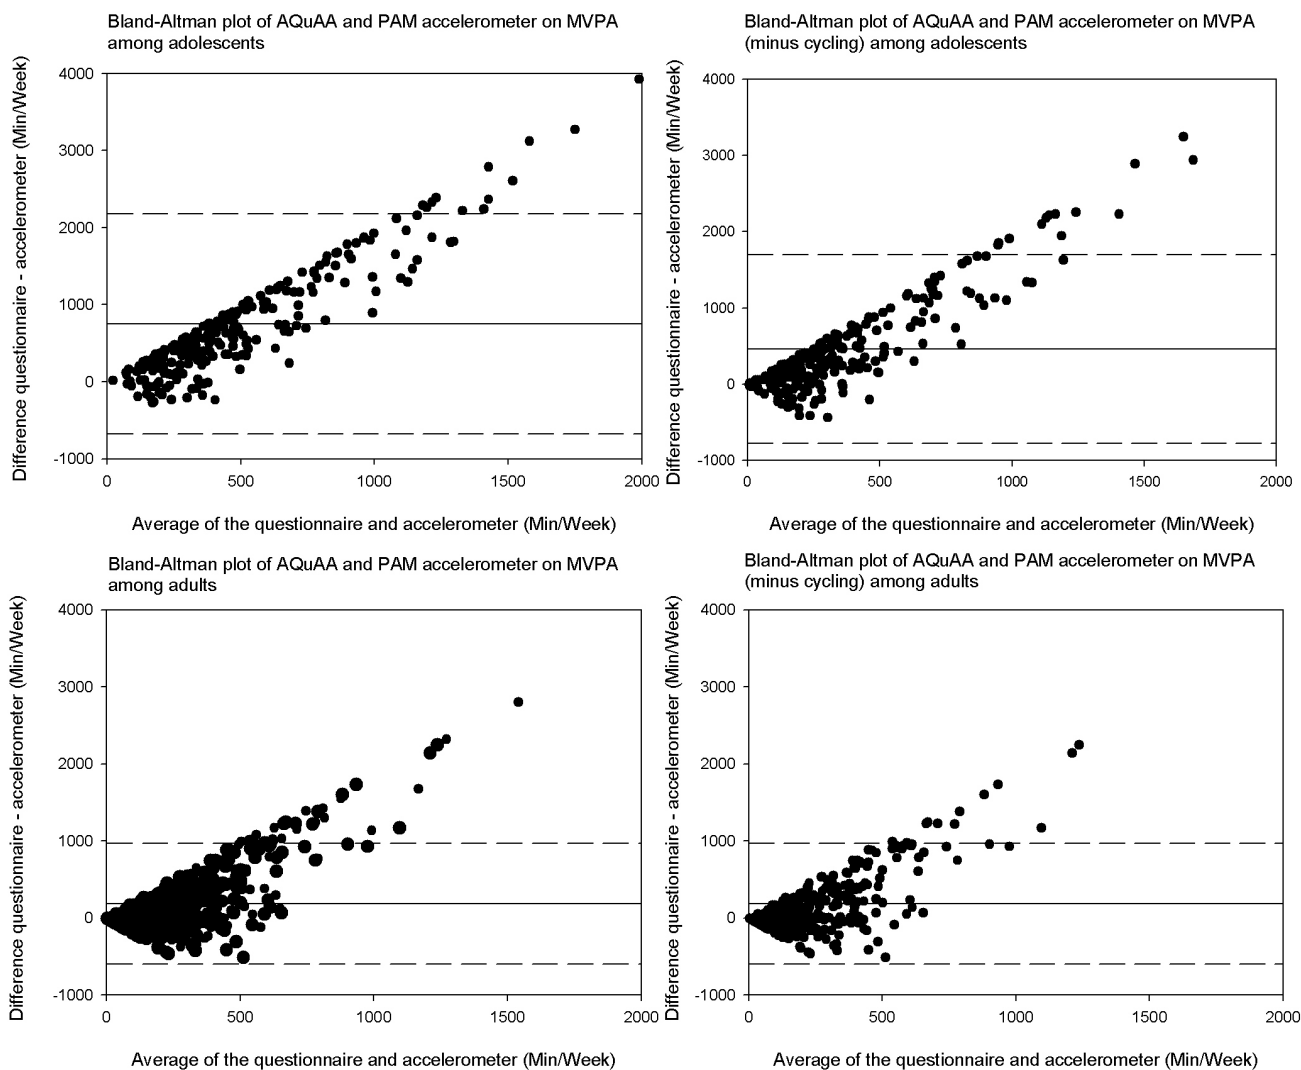 Bland-Altman plot of AQuAA and PAM accelerometer on MVPA
among adolescents
Difference questionnaire - accelerometer (Min/Week)
4000
3000
2000
1000
0
-1000
0 500 1000 1500 2000
Average of the questionnaire and accelerometer (Min/Week)
Bland-Altman plot of AQuAA and PAM accelerometer on MVPA
(minus cycling) among adolescents
Difference questionnaire - accelerometer (Min/Week)
4000
3000
2000
1000
0
-1000
0 500 1000 1500 2000
Average of the questionnaire and accelerometer (Min/Week)
Bland-Altman plot of AQuAA and PAM accelerometer on MVPA
among adults
Difference questionnaire - accelerometer (Min/Week)
4000
3000
2000
1000
0
-1000
0 500 1000 1500 2000
Average of the questionnaire and accelerometer (Min/Week)
Bland-Altman plot of AQuAA and PAM accelerometer on MVPA
(minus cycling) among adults
Difference questionnaire - accelerometer (Min/Week)
4000
3000
2000
1000
0
-1000
0 500 1000 1500 2000
Average of the questionnaire and accelerometer (Min/Week)